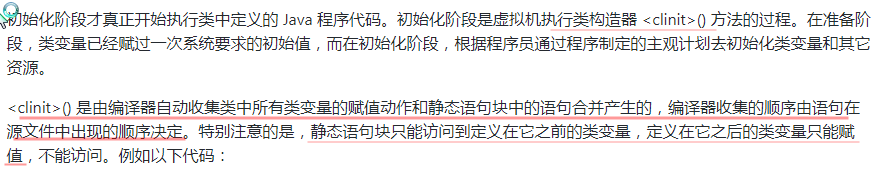 初始化阶段才真正开始执行类中定义的 Java 程序代码。初始化阶段是虚拟机执行类构造器 <clinit>() 方法的过程。在准备阶
段，类变量已经赋过一次系统要求的初始值，而在初始化阶段，根据程序员通过程序制定的主观计划去初始化类变量和其它
资源。
<clinit>() 是由编译器自动收集类中所有类变量的赋值动作和静态语句块中的语句合并产生的，编译器收集的顺序由语句在
源文件中出现的顺序决定。特别注意的是，静态语句块只能访问到定义在它之前的类变量，定义在它之后的类变量只能赋
值，不能访问。例如以下代码：